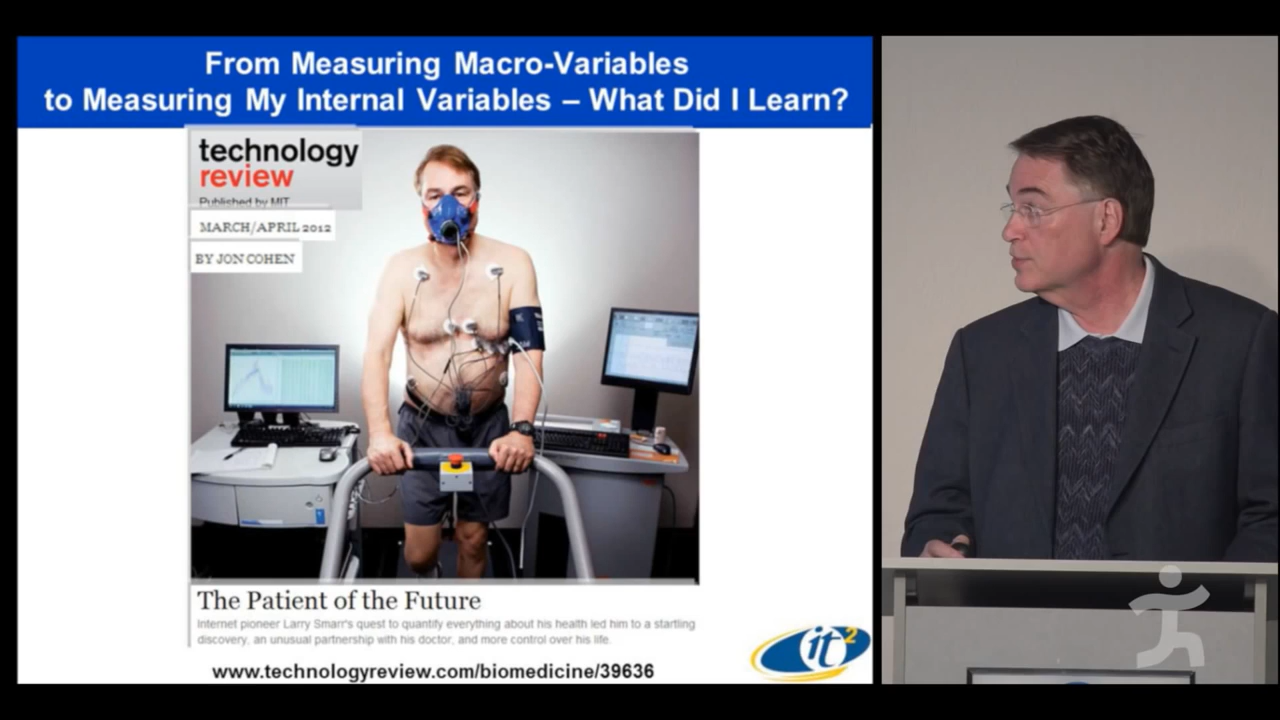 From Measuring Macro-Variables
to Measuring My Internal Variables – What Did I Learn?
technology
review
Published by MIT
MARCH/APRIL 2012
BY JON COHEN
The Patient of the Future
Internet pioneer Larry Smarr's quest to quantify everything about his health led him to a startling
discovery, an unusual partnership with his doctor, and more control over his life.
www.technologyreview.com/biomedicine/39636
it2